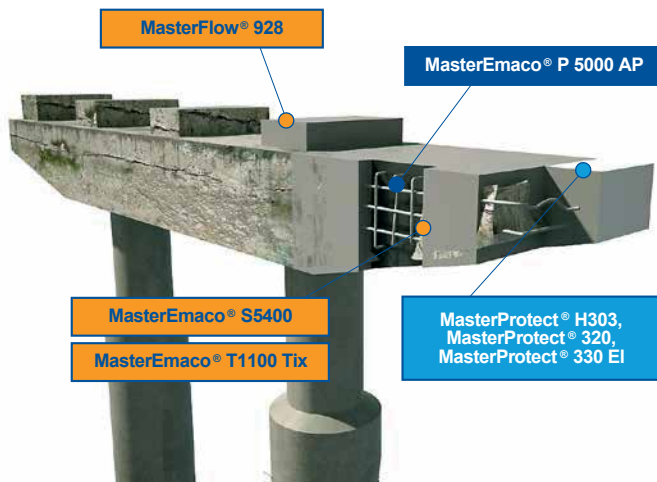 MasterFlow® 928
MasterEmaco® P 5000 AP
MasterEmaco® S5400
MasterEmaco® T1100 Tix
MasterProtect® H303,
MasterProtect® 320,
MasterProtect® 330 El